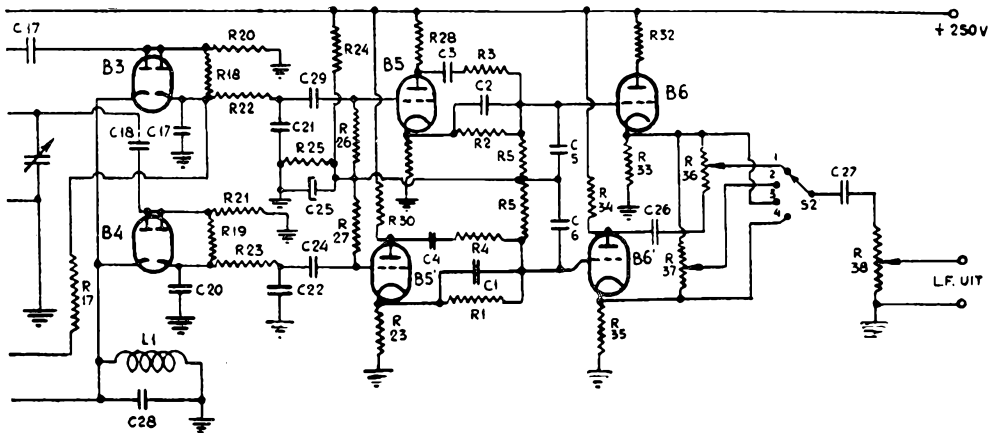 C17
R20
R24
R28
C3
R3
R32
+ 250V
B3
R18
R22
C29
B5
C2
B6
C18
C17
C21
R26
R2
R25
R5
C5
R33
R36
1
2
3
4
S2
C27
C25
R21
R27
R30
R5
C6
R34
C26
B4
R19
R23
C24
C4
R4
B6'
R37
R38
L.F. UIT
R17
C20
C22
B5'
C1
R1
R23
R35
L1
C28